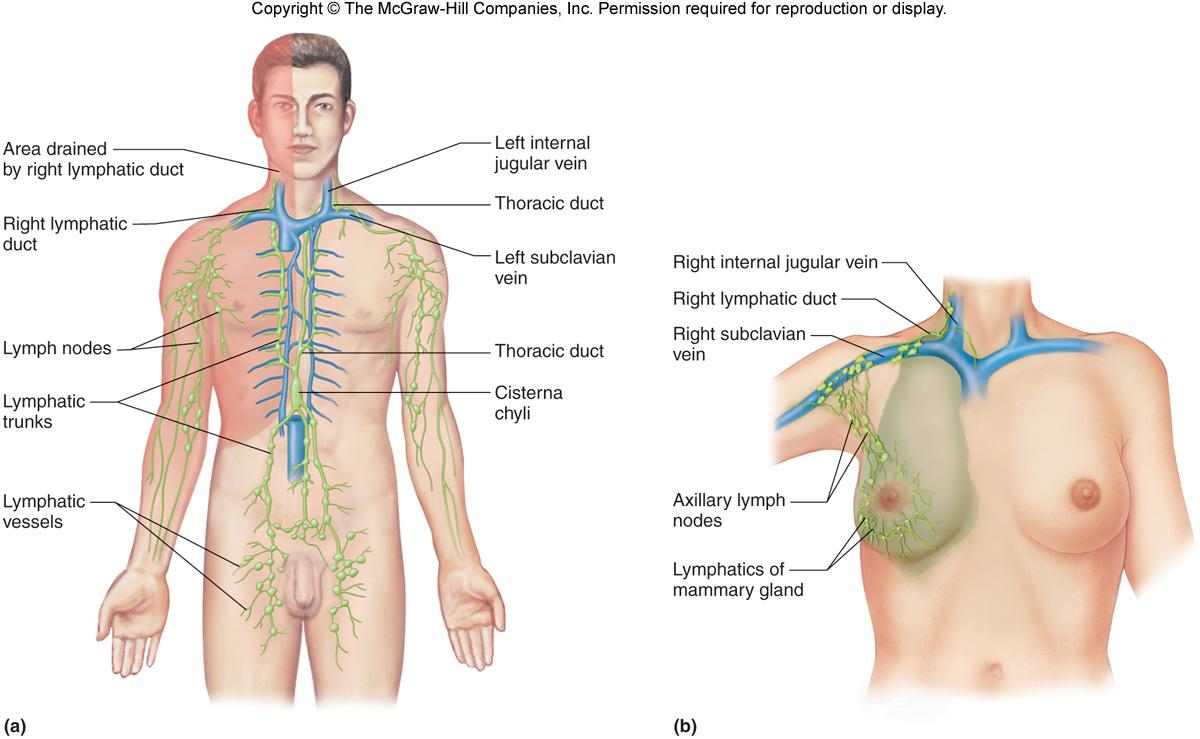 Copyright © The McGraw-Hill Companies, Inc. Permission required for reproduction or display.
Area drained
by right lymphatic duct
Right lymphatic
duct
Lymph nodes
Lymphatic
trunks
Lymphatic
vessels
Left internal
jugular vein
Thoracic duct
Left subclavian
vein
Thoracic duct
Cisterna
chyli
(a)
Right internal jugular vein
Right lymphatic duct
Right subclavian
vein
Axillary lymph
nodes
Lymphatics of
mammary gland
(b)